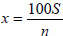 x = 100S/n